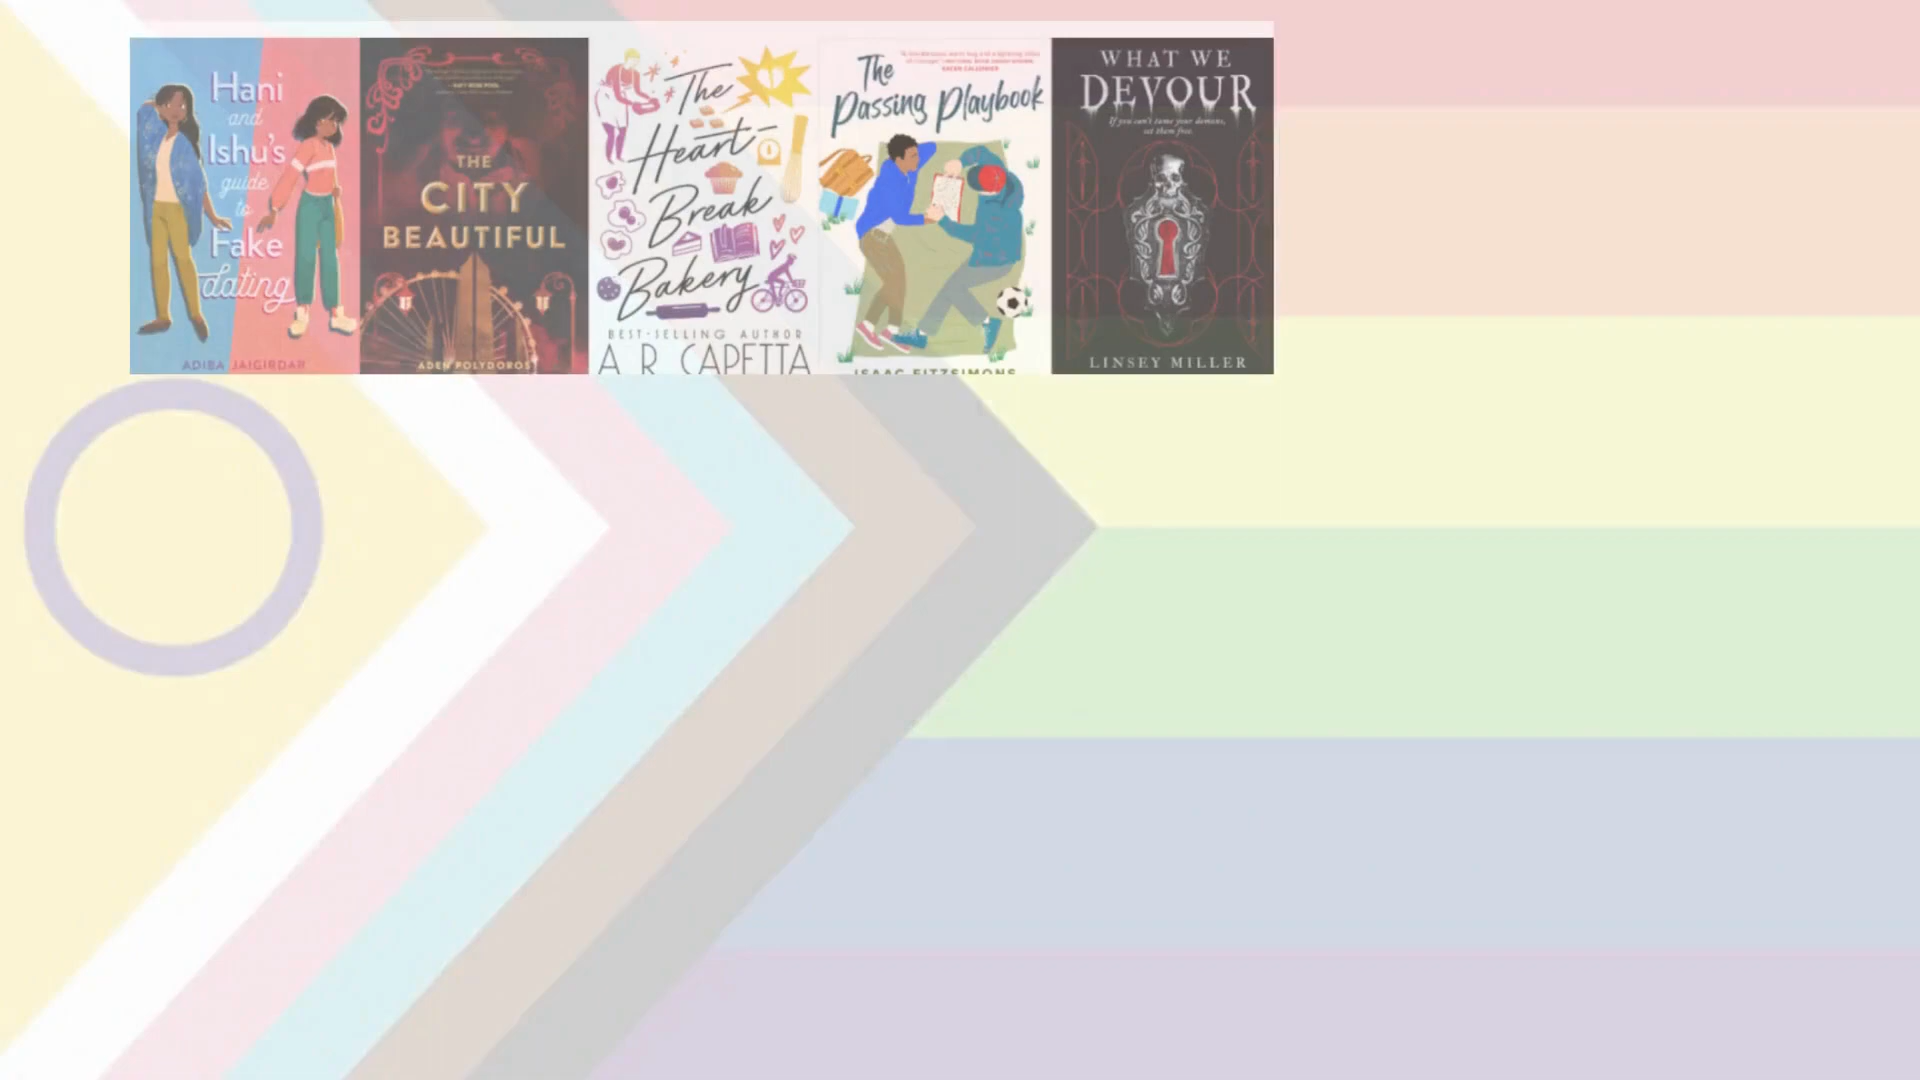 Hani
and
Ishu's
guide
to
Fake
dating
ADIBA JAIGIRDAR
THE
CITY
BEAUTIFUL
ADEN POLYDOROS
The
Heart-
Break
Bakery
BEST-SELLING AUTHOR
A. R. CAPETTA
The
Passing Playbook
ISAAC FITZSIMONS
WHAT WE
DEVOUR
If you can't tame your demons,
set them free.
LINSEY MILLER